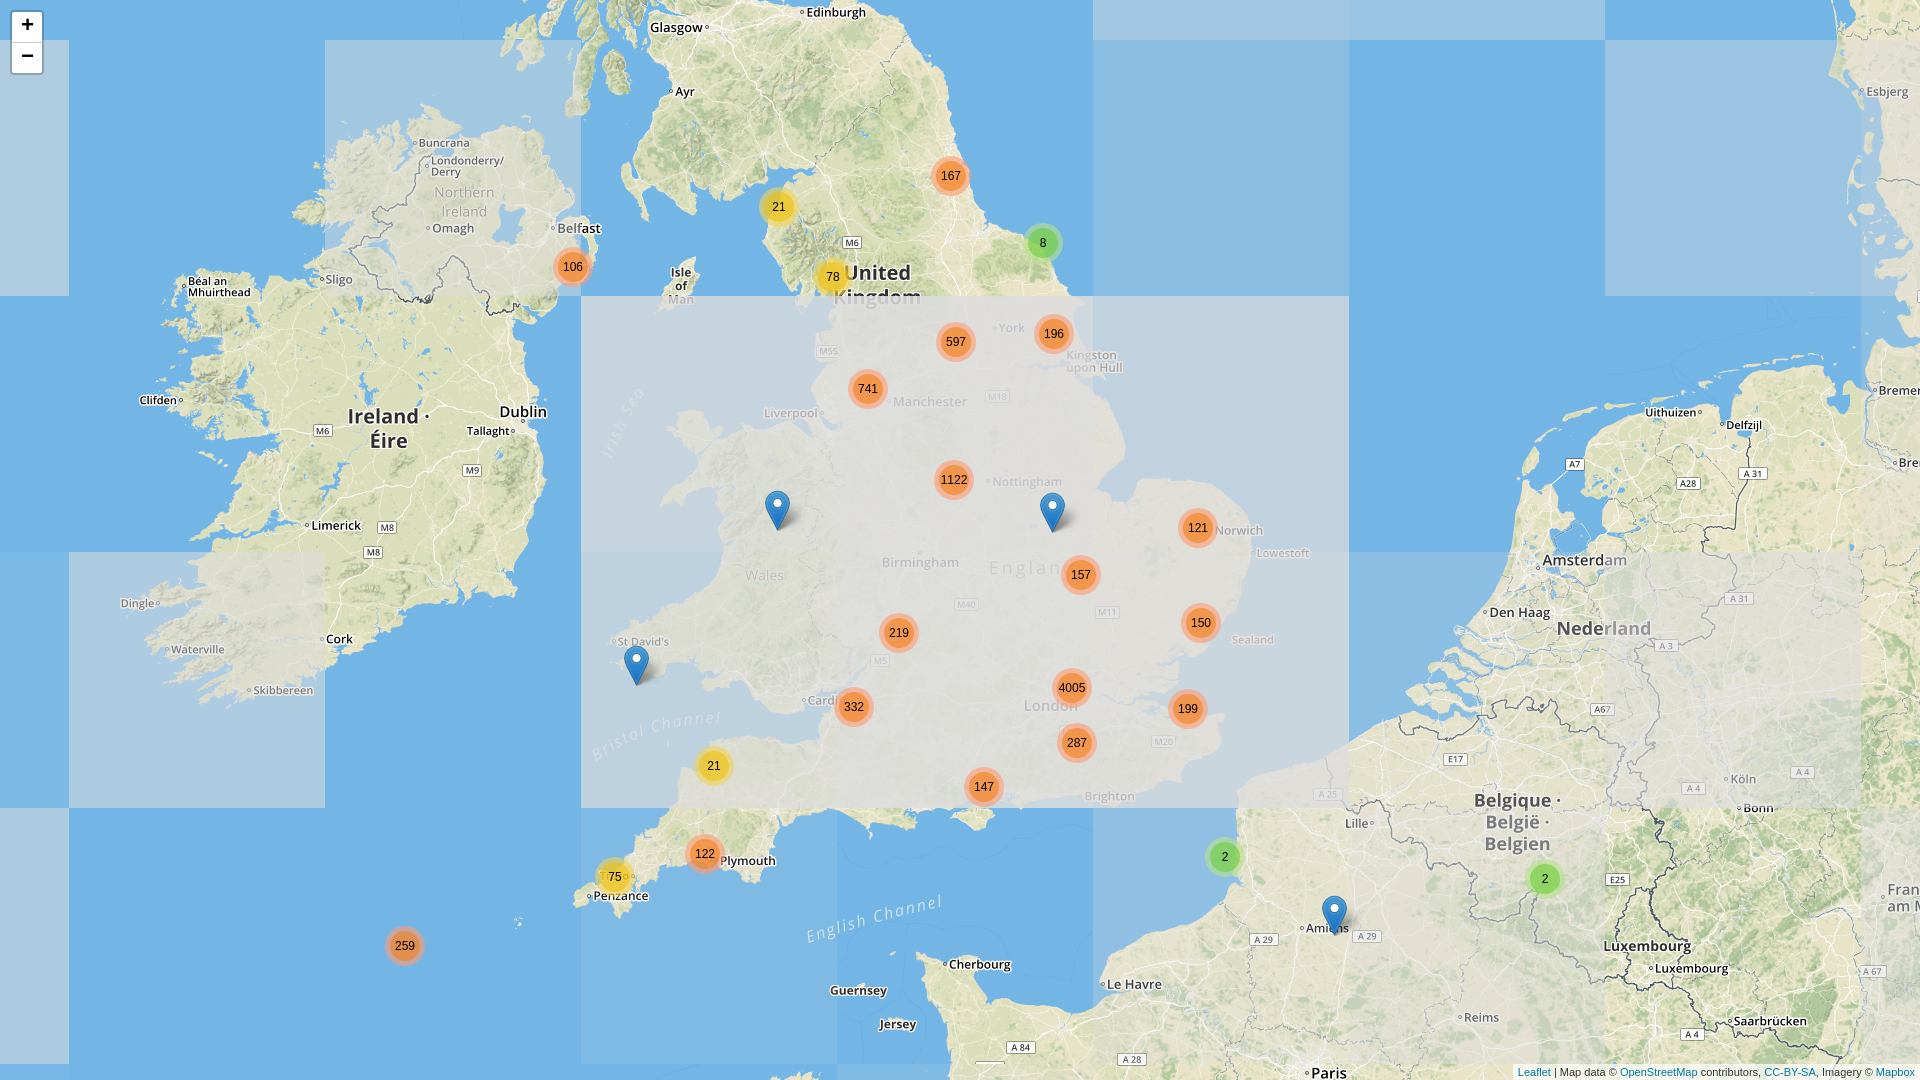 +
−
Edinburgh
Glasgow
Ayr
Esbjerg
Buncrana
Londonderry/
Derry
167
Northern
Ireland
21
Omagh
Belfast
M6
8
106
Isle
of
Man
78
United
Kingdom
Sligo
Béal an
Mhuirthead
York
196
597
M55
Kingston
upon Hull
741
Manchester
M18
Liverpool
Irish Sea
Clifden
Ireland ·
Éire
Dublin
Tallaght
M6
M9
Uithuizen
Delfzijl
A7
A 31
A28
1122
Nottingham
Limerick
M8
M8
121
Norwich
Lowestoft
Amsterdam
Birmingham
Wales
157
Dingle
M40
M11
A 31
Den Haag
219
150
Nederland
Cork
St David's
Sealand
Waterville
A 3
M5
Skibbereen
4005
332
London
199
A67
Bristol Channel
287
M20
E17
21
147
Brighton
A 25
A 4
Köln
A 4
Bonn
Belgique ·
België ·
Belgien
Lille
122
Plymouth
2
75
Penzance
2
E25
English Channel
Amiens
259
A 29
A 29
Luxembourg
Luxembourg
Cherbourg
A 67
Guernsey
Le Havre
Jersey
Reims
Saarbrücken
A 84
A 28
A 4
Paris
Leaflet | Map data © OpenStreetMap contributors, CC-BY-SA, Imagery © Mapbox